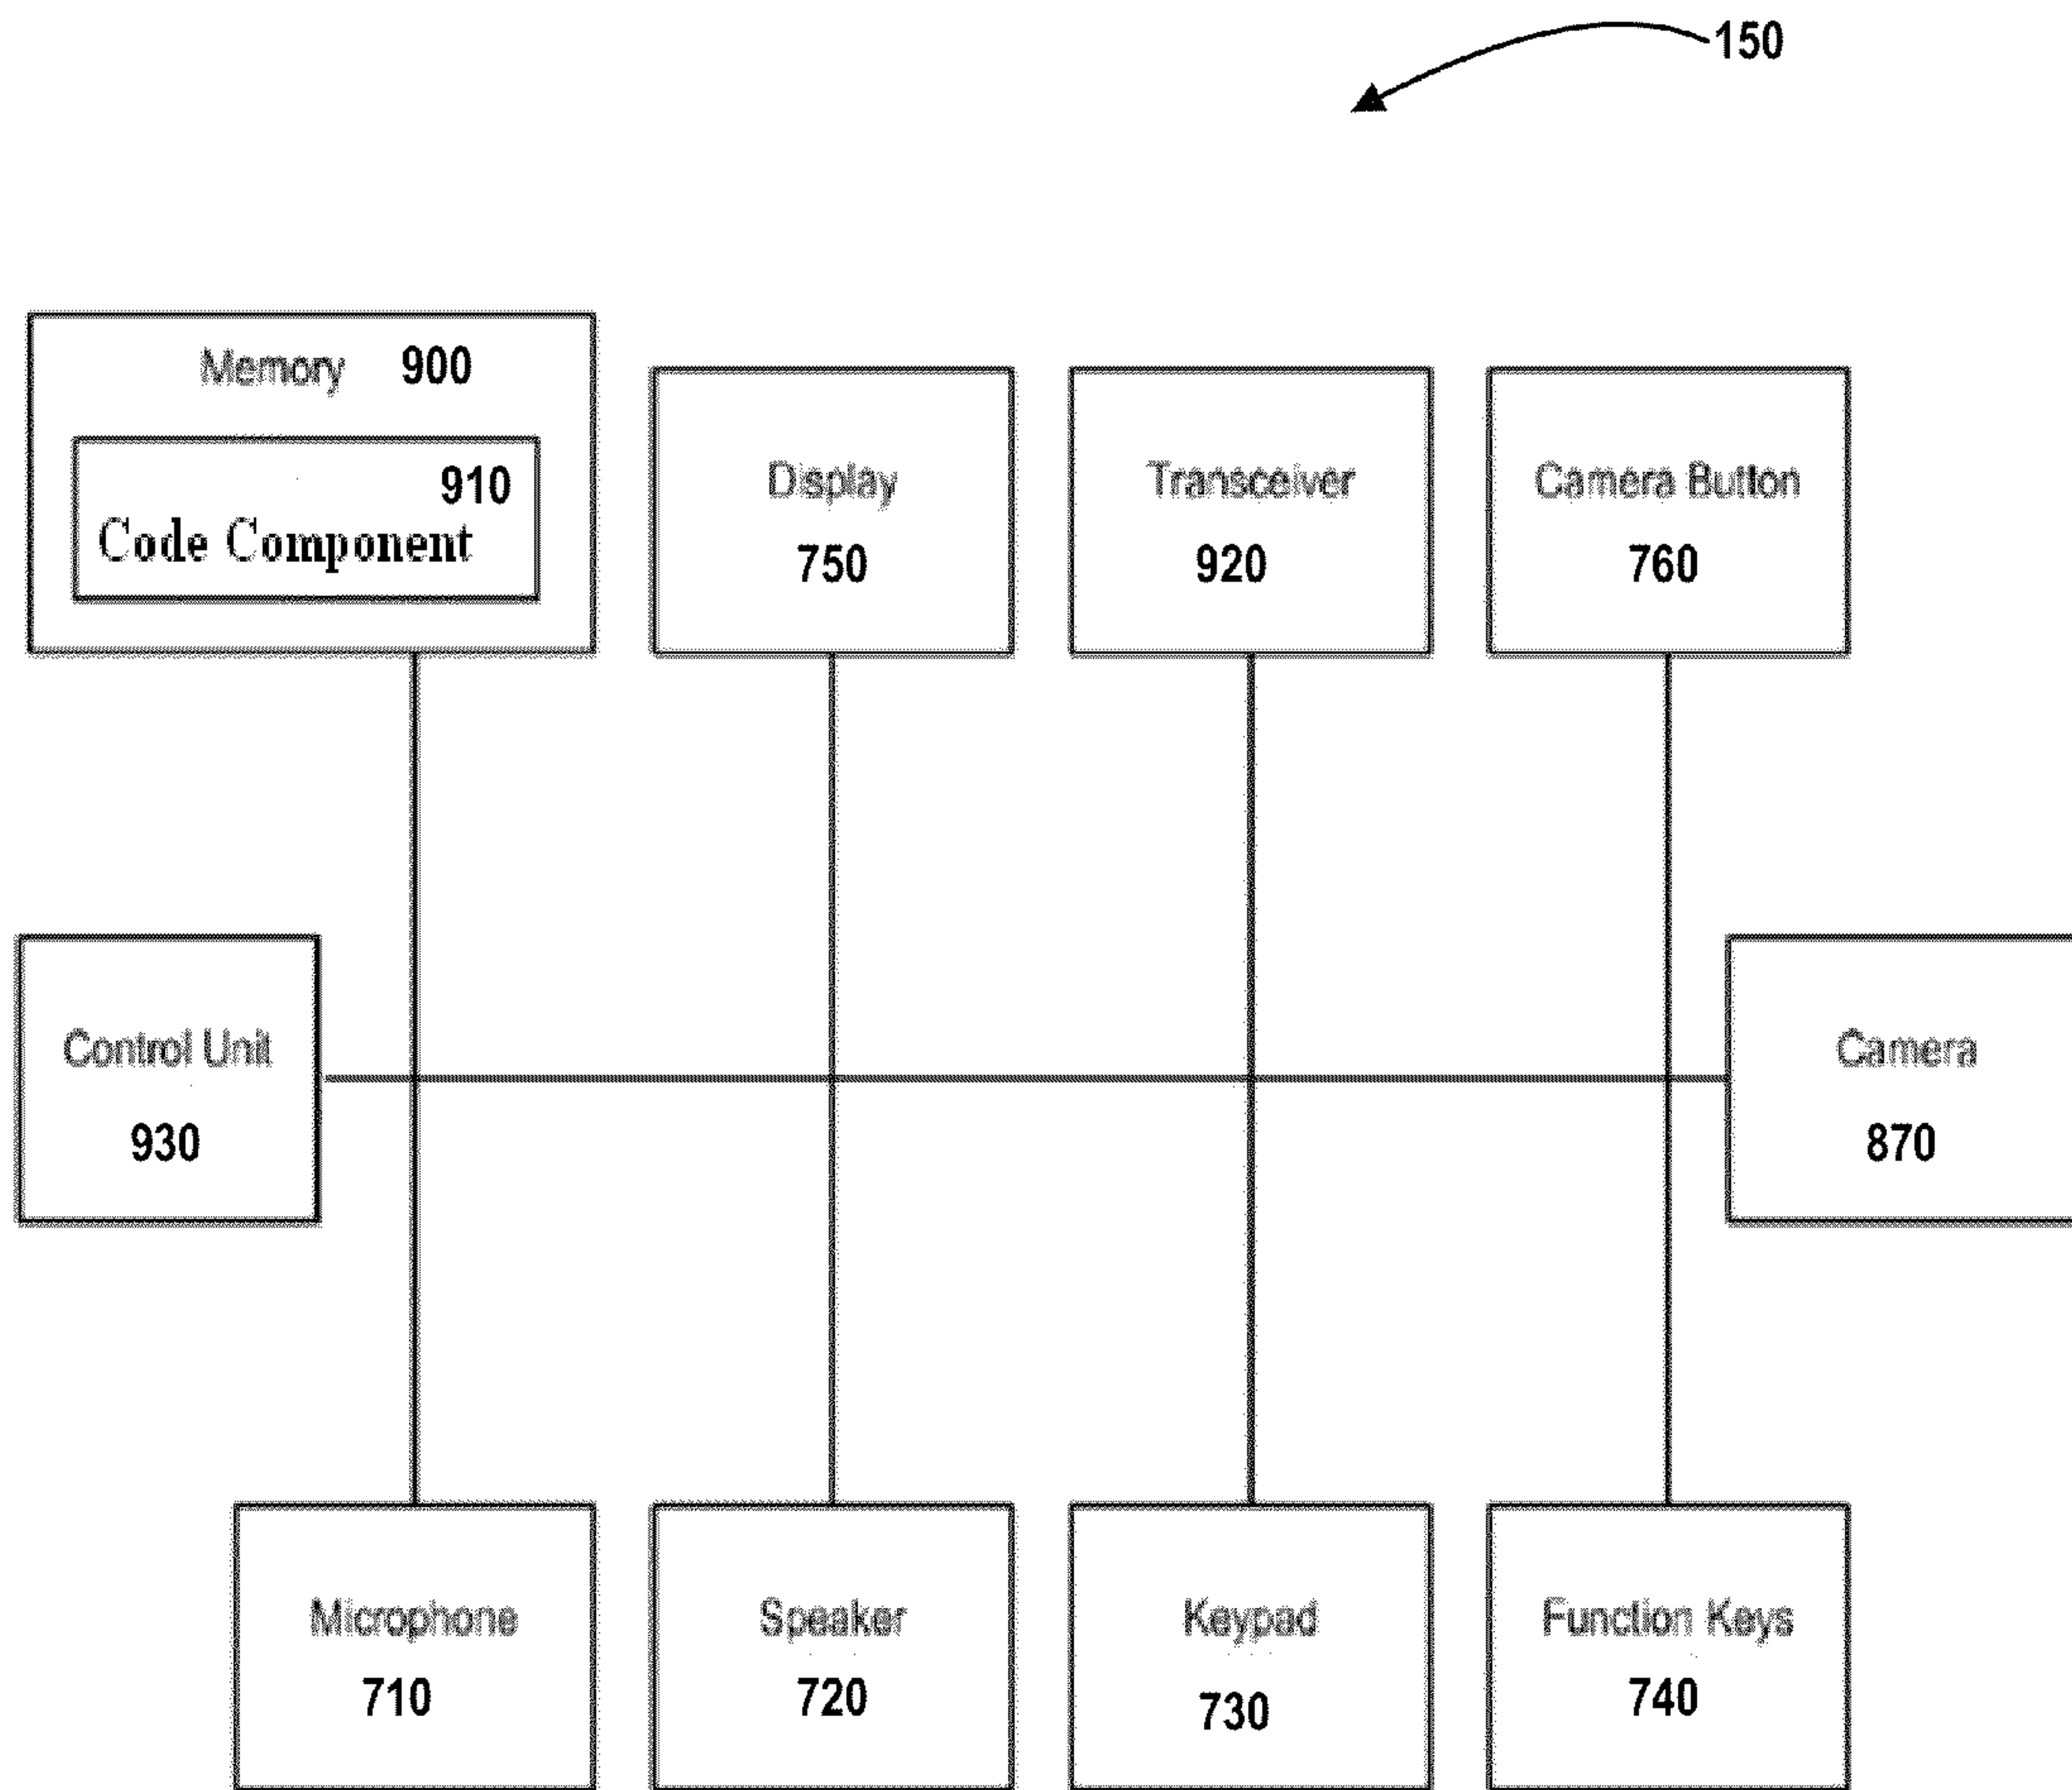 150
Memory 900
910
Code Component
Display
750
Transceiver
920
Camera Button
760
Control Unit
930
Camera
870
Microphone
710
Speaker
720
Keypad
730
Function Keys
740